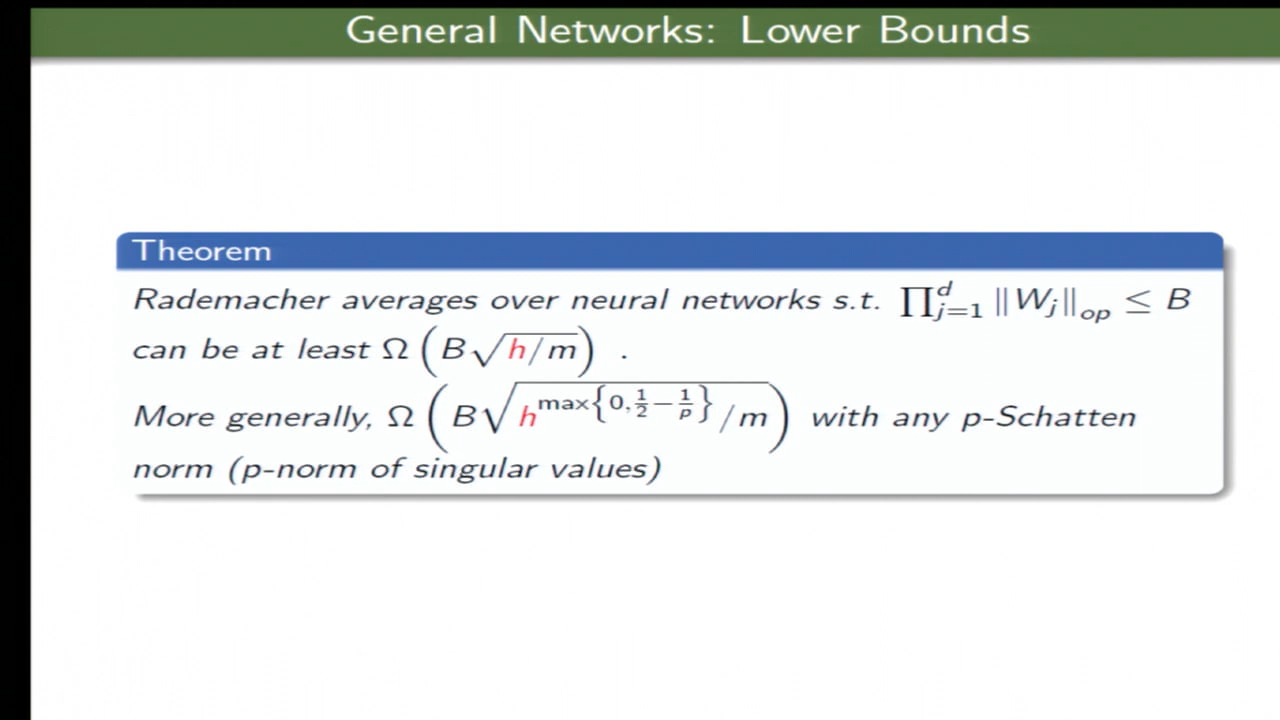 General Networks: Lower Bounds
Theorem
Rademacher averages over neural networks s.t. ∏_{j=1}^{d} ‖W_j‖_{op} ≤ B
can be at least Ω(B√(h/m)) .
More generally, Ω(B√(h^{max{0, 1/2 − 1/p}}/m)) with any p-Schatten
norm (p-norm of singular values)